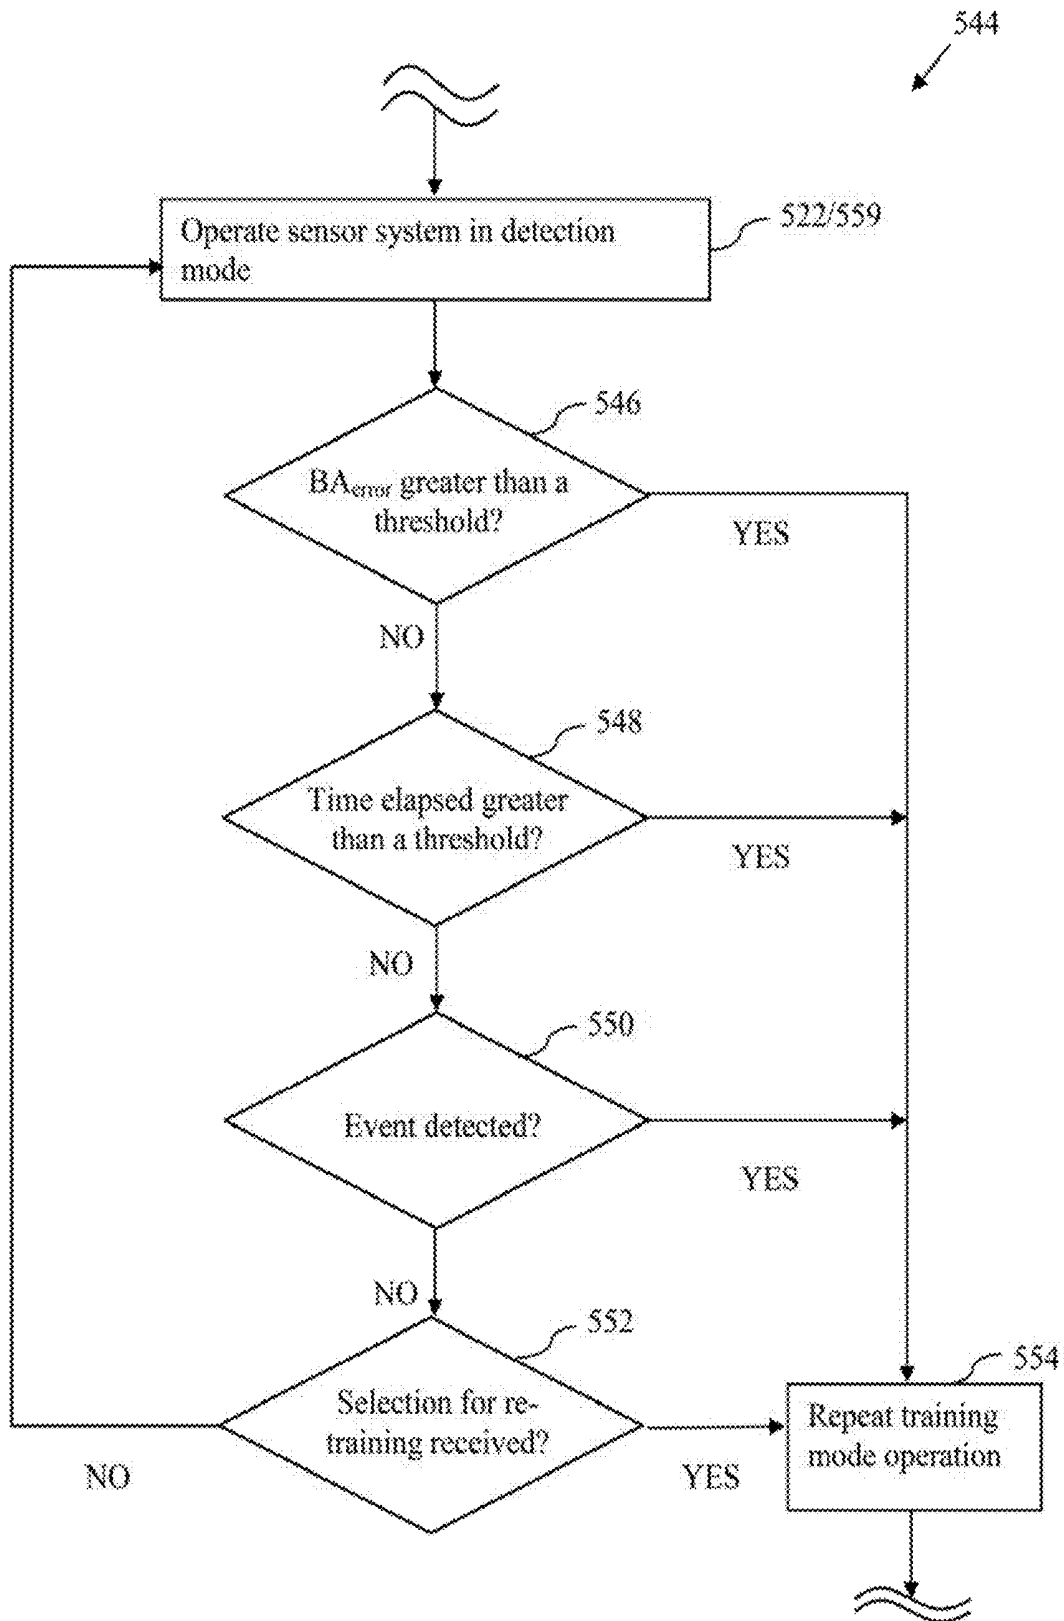 544
Operate sensor system in detection
mode
522/559
546
BAerror greater than a
threshold?
YES
NO
548
Time elapsed greater
than a threshold?
YES
NO
550
Event detected?
YES
NO
552
Selection for re-
training received?
NO
YES
554
Repeat training
mode operation